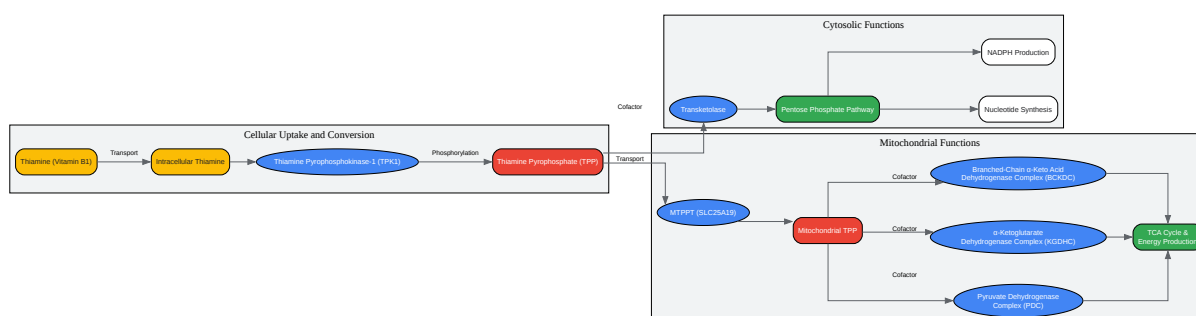 Cytosolic Functions
NADPH Production
Cofactor
Transketolase
Pentose Phosphate Pathway
Nucleotide Synthesis
Cellular Uptake and Conversion
Thiamine (Vitamin B1)
Transport
Intracellular Thiamine
Thiamine Pyrophosphokinase-1 (TPK1)
Phosphorylation
Thiamine Pyrophosphate (TPP)
Transport
Mitochondrial Functions
MTPPT (SLC25A19)
Mitochondrial TPP
Cofactor
Branched-Chain α-Keto Acid
Dehydrogenase Complex (BCKDC)
Cofactor
α-Ketoglutarate
Dehydrogenase Complex (KGDHC)
Cofactor
Pyruvate Dehydrogenase
Complex (PDC)
TCA Cycle &
Energy Production